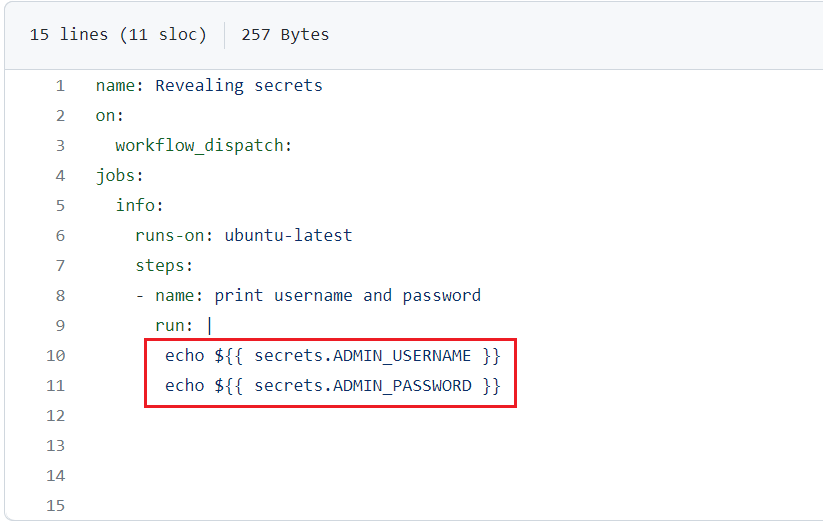 15 lines (11 sloc) 257 Bytes
1 name: Revealing secrets
2 on:
3 workflow_dispatch:
4 jobs:
5 info:
6 runs-on: ubuntu-latest
7 steps:
8 - name: print username and password
9 run: |
10 echo ${{ secrets.ADMIN_USERNAME }}
11 echo ${{ secrets.ADMIN_PASSWORD }}
12
13
14
15